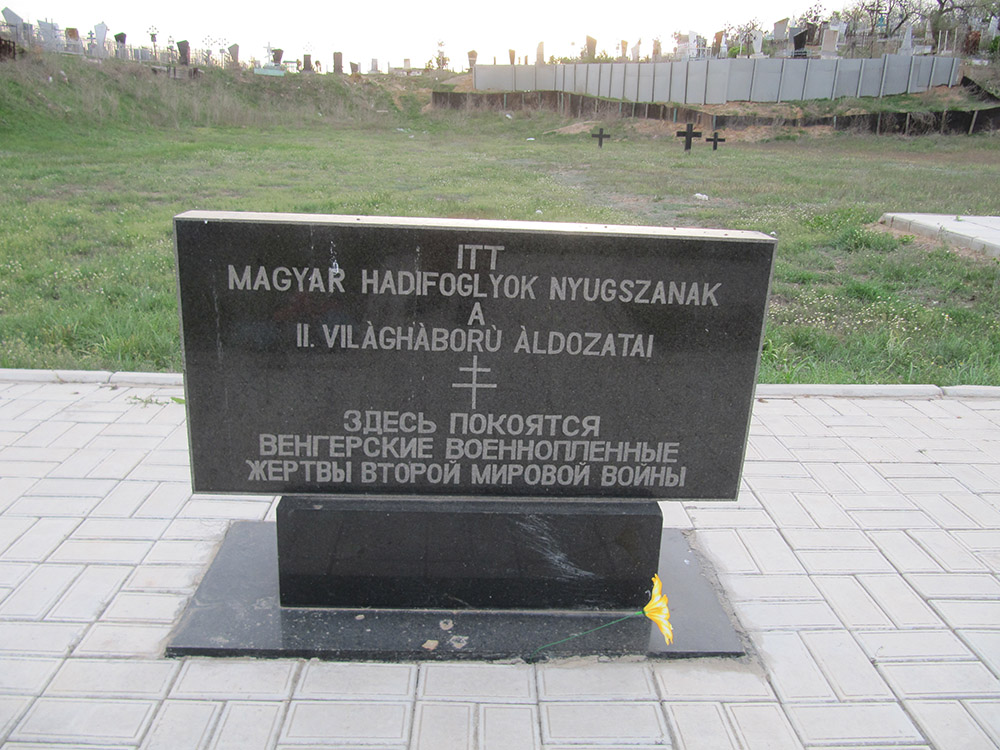 ITT
MAGYAR HADIFOGLYOK NYUGSZANAK
A
II. VILÀGHÀBORÙ ÀLDOZATAI
ЗДЕСЬ ПОКОЯТСЯ
ВЕНГЕРСКИЕ ВОЕННОПЛЕННЫЕ
ЖЕРТВЫ ВТОРОЙ МИРОВОЙ ВОЙНЫ